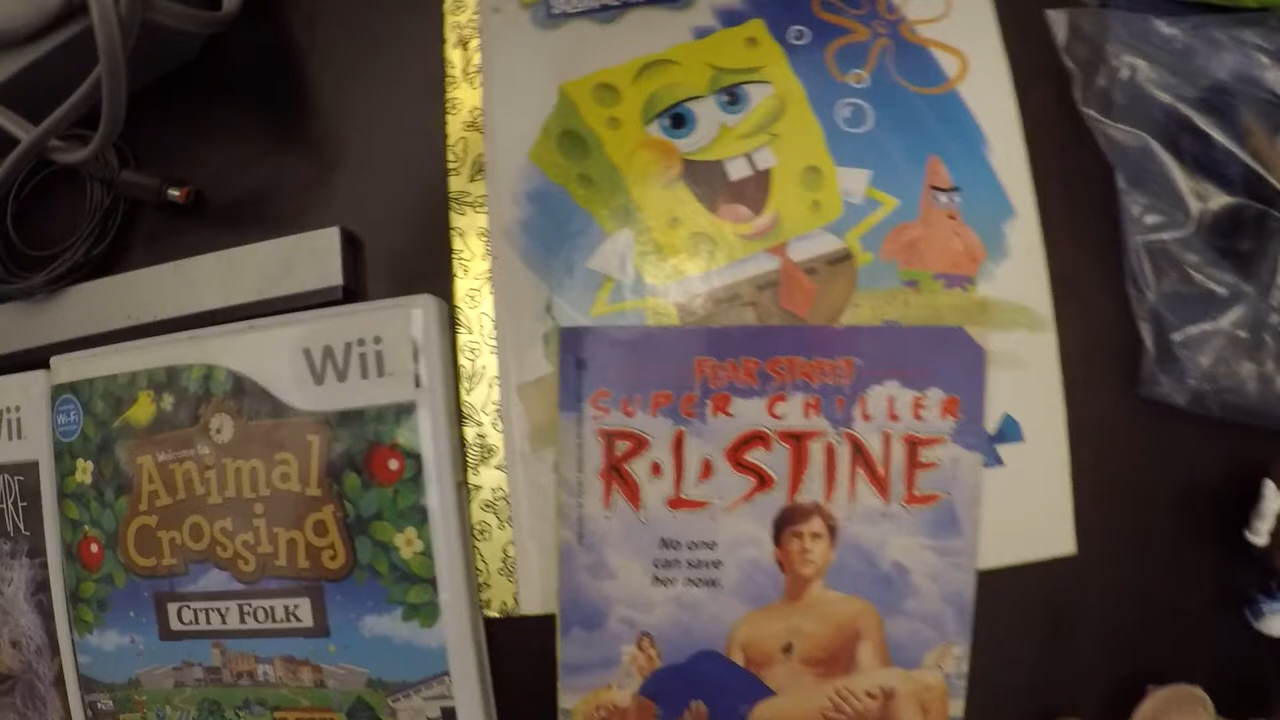 Wii
Wi-Fi
Welcome to
Animal
Crossing
CITY FOLK
FEAR STREET
SUPER CHILLER
R.L. STINE
No one
can save
her now.